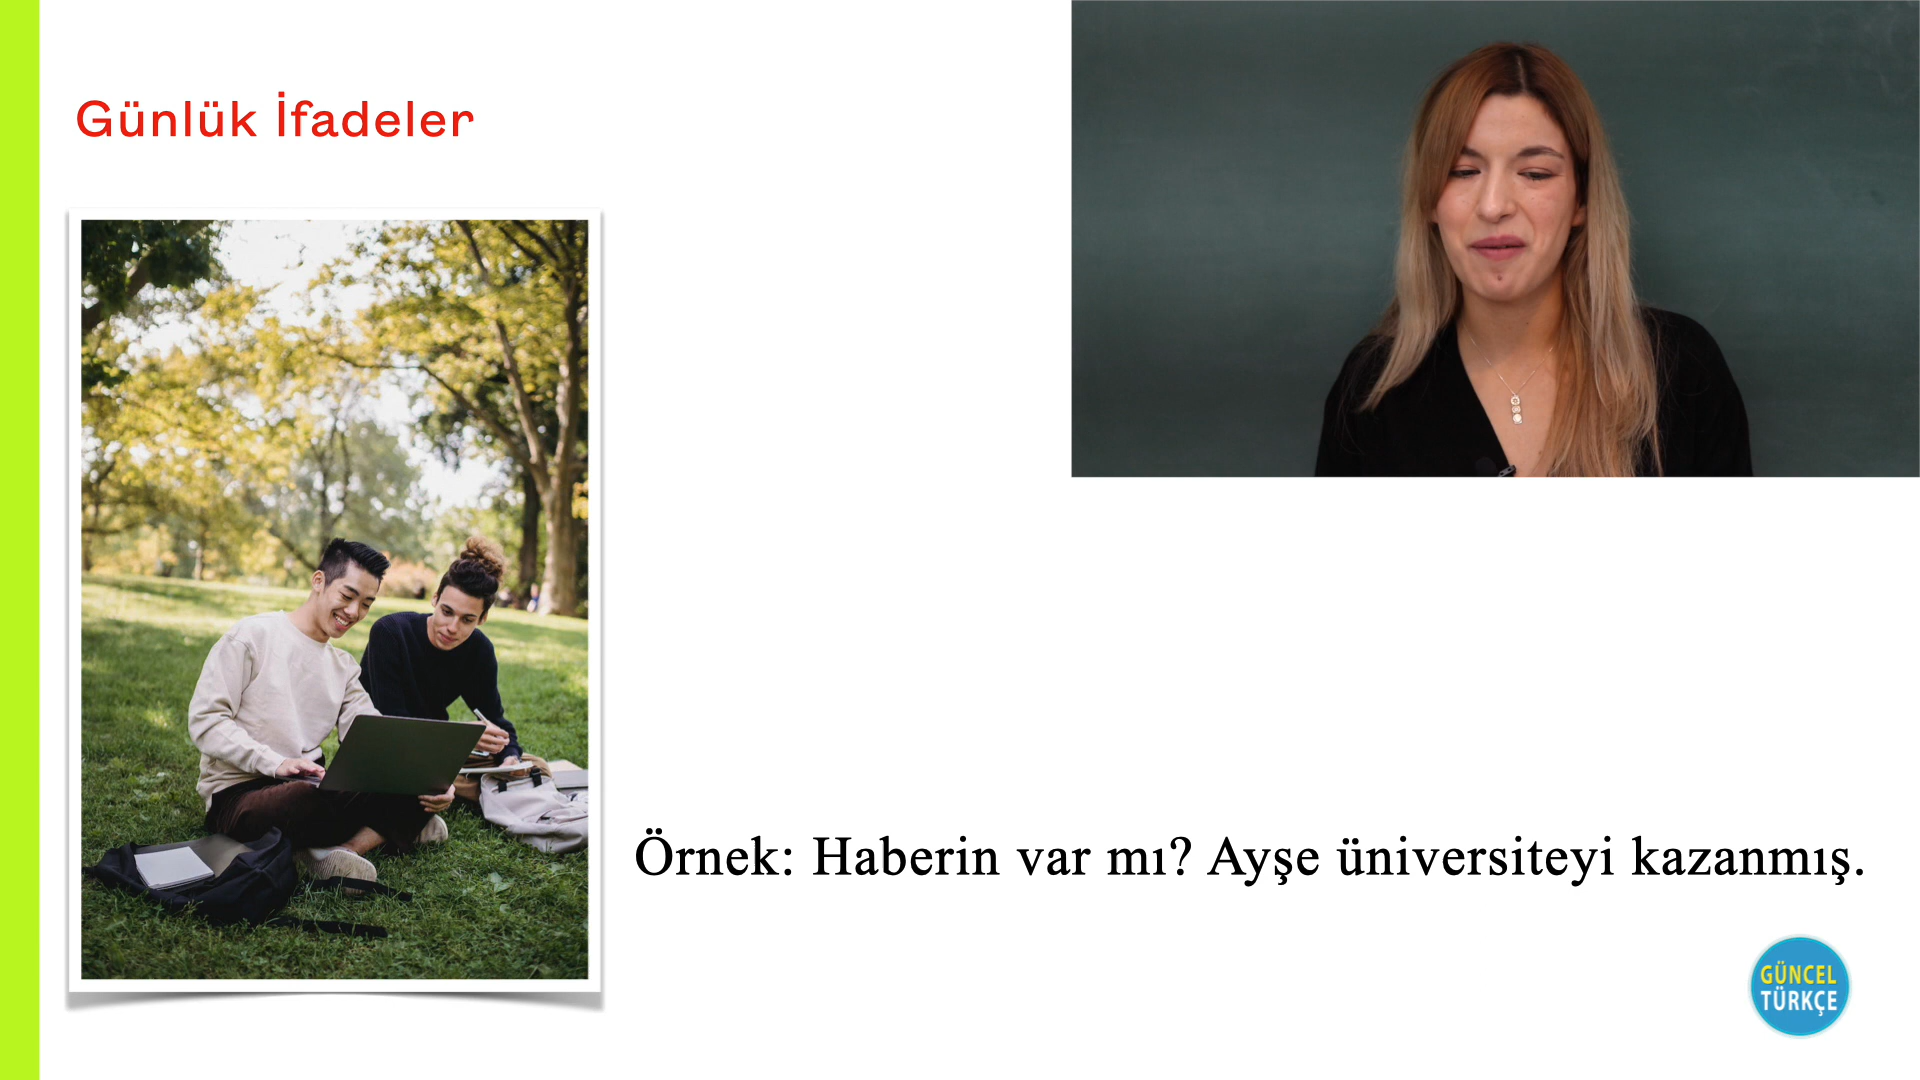 Günlük İfadeler
Örnek: Haberin var mı? Ayşe üniversiteyi kazanmış.
GÜNCEL
TÜRKÇE